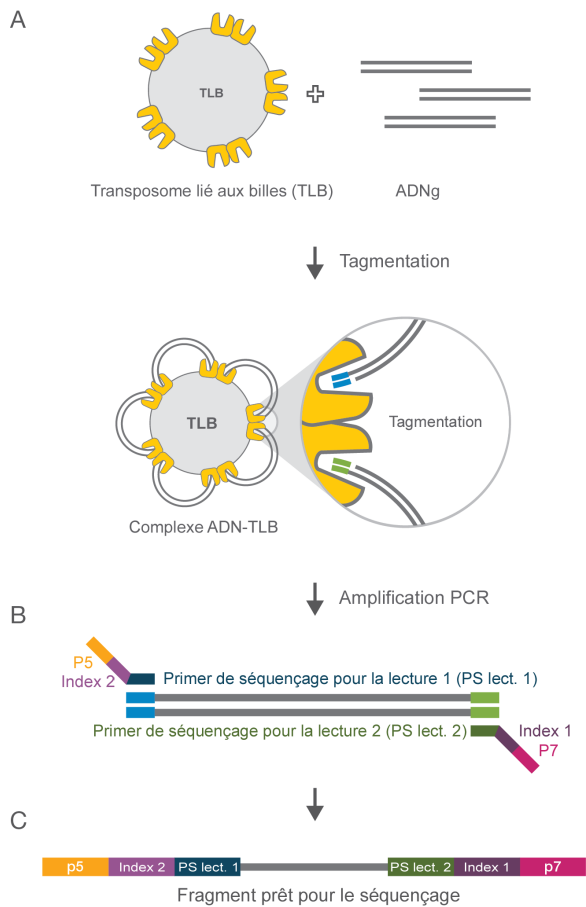 A
TLB
Transposome lié aux billes (TLB)
ADNg
Tagmentation
TLB
Tagmentation
Complexe ADN-TLB
Amplification PCR
B
P5
Index 2
Primer de séquençage pour la lecture 1 (PS lect. 1)
Primer de séquençage pour la lecture 2 (PS lect. 2)
Index 1
P7
C
p5 Index 2 PS lect. 1 PS lect. 2 Index 1 p7
Fragment prêt pour le séquençage